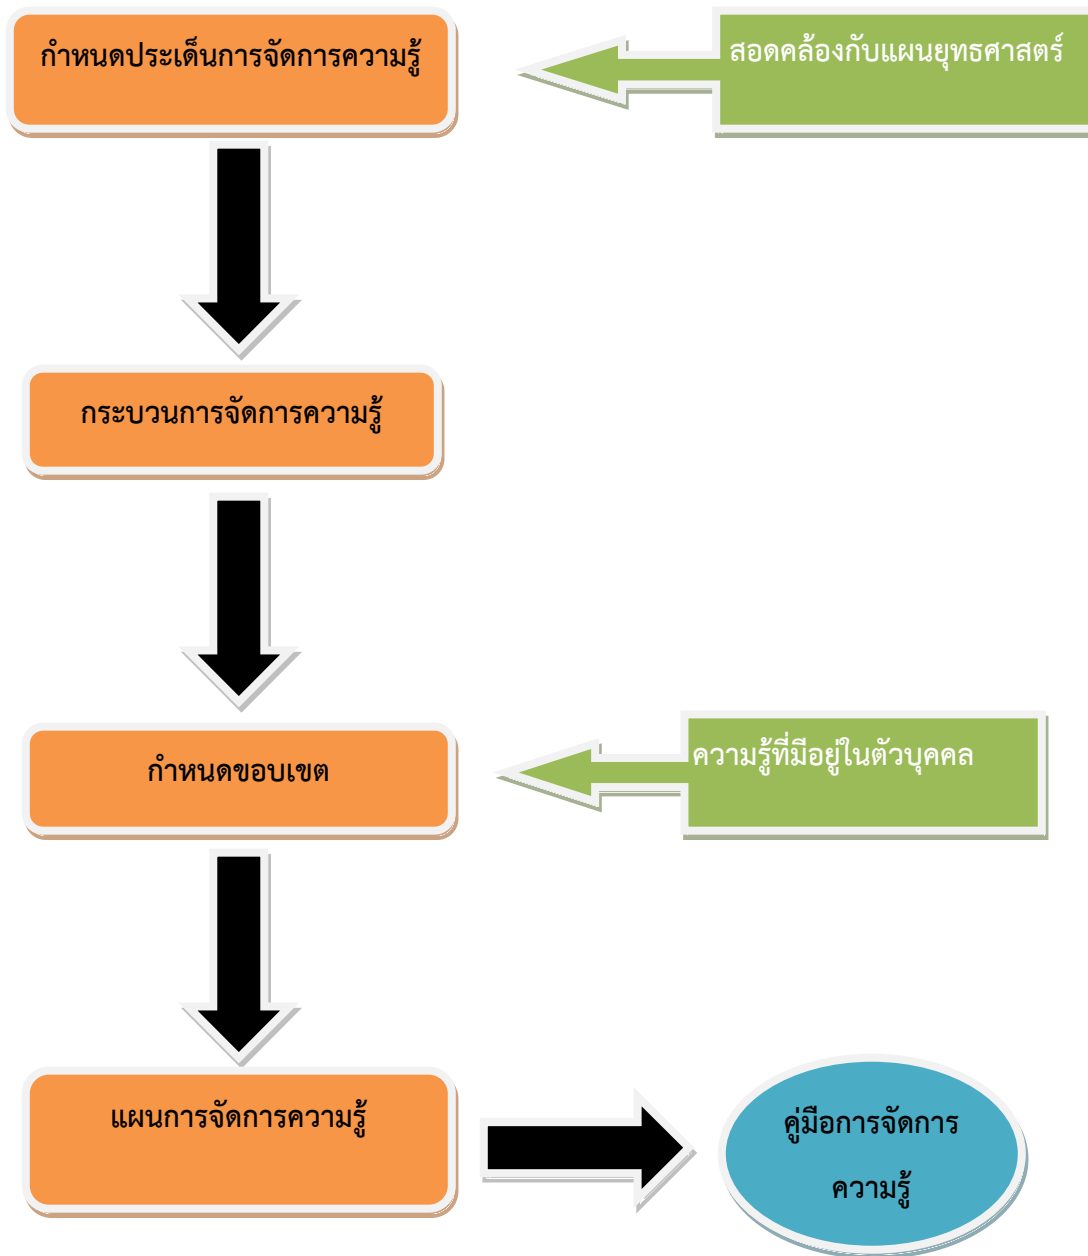 กำหนดประเด็นการจัดการความรู้
สอดคล้องกับแผนยุทธศาสตร์
กระบวนการจัดการความรู้
กำหนดขอบเขต
ความรู้ที่มีอยู่ในตัวบุคคล
แผนการจัดการความรู้
คู่มือการจัดการ
ความรู้